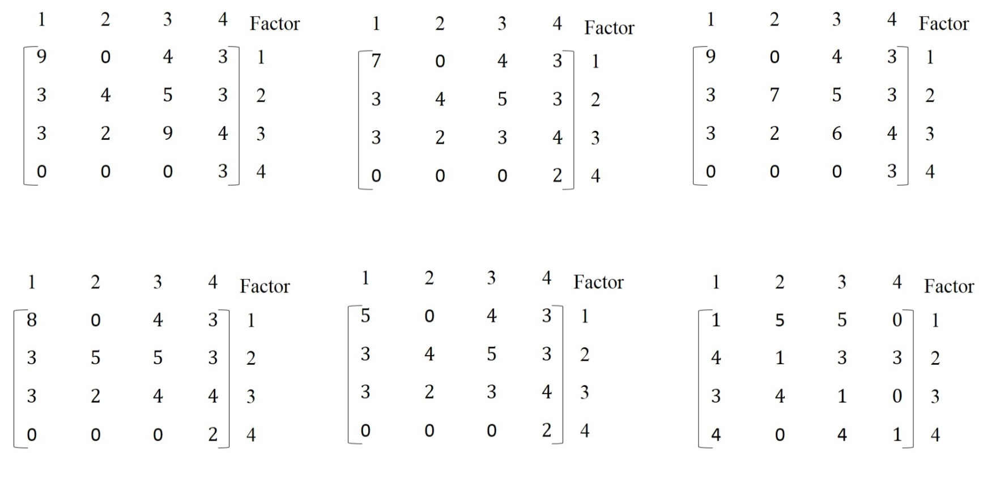 1 2 3 4 Factor
9 0 4 3 1
3 4 5 3 2
3 2 9 4 3
0 0 0 3 4
1 2 3 4 Factor
7 0 4 3 1
3 4 5 3 2
3 2 3 4 3
0 0 0 2 4
1 2 3 4 Factor
9 0 4 3 1
3 7 5 3 2
3 2 6 4 3
0 0 0 3 4
1 2 3 4 Factor
8 0 4 3 1
3 5 5 3 2
3 2 4 4 3
0 0 0 2 4
1 2 3 4 Factor
5 0 4 3 1
3 4 5 3 2
3 2 3 4 3
0 0 0 2 4
1 2 3 4 Factor
1 5 5 0 1
4 1 3 3 2
3 4 1 0 3
4 0 4 1 4